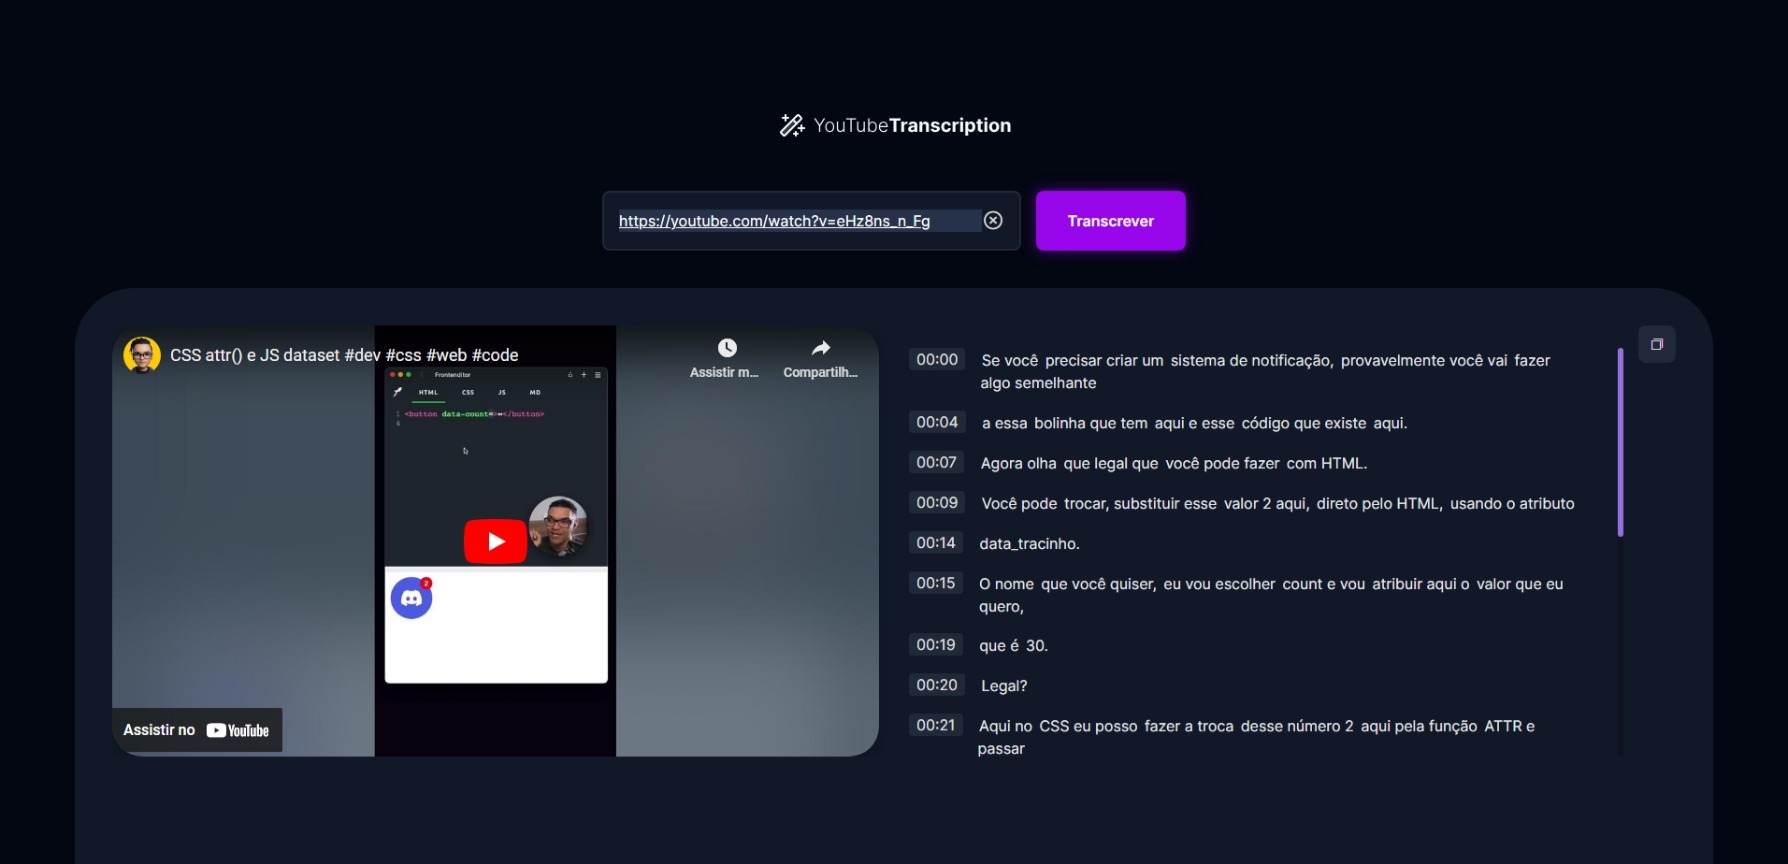 YouTubeTranscription
https://youtube.com/watch?v=eHz8ns_n_Fg
Transcrever
CSS attr() e JS dataset #dev #css #web #code
Assistir m...
Compartilh...
Frontenditor
HTML CSS JS MD
1 <button data-count="></button>
2
Assistir no YouTube
00:00 Se você precisar criar um sistema de notificação, provavelmente você vai fazer
algo semelhante
00:04 a essa bolinha que tem aqui e esse código que existe aqui.
00:07 Agora olha que legal que você pode fazer com HTML.
00:09 Você pode trocar, substituir esse valor 2 aqui, direto pelo HTML, usando o atributo
00:14 data_tracinho.
00:15 O nome que você quiser, eu vou escolher count e vou atribuir aqui o valor que eu
quero,
00:19 que é 30.
00:20 Legal?
00:21 Aqui no CSS eu posso fazer a troca desse número 2 aqui pela função ATTR e
passar